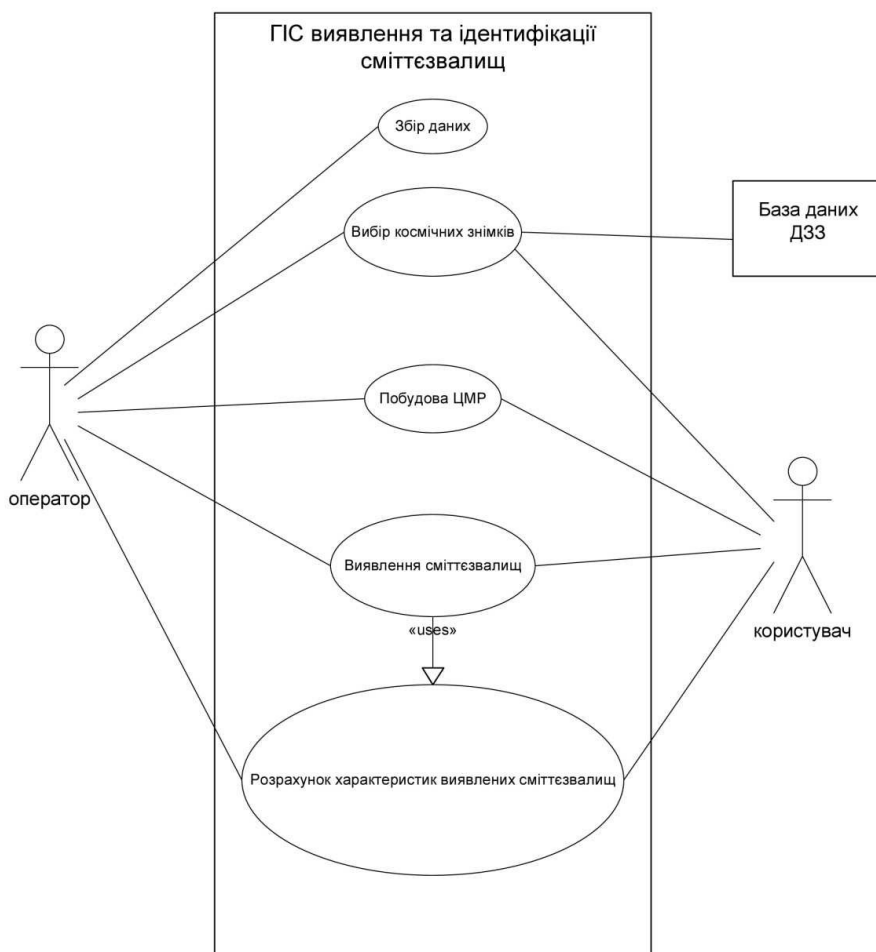 ГІС виявлення та ідентифікації
сміттєзвалищ
Збір даних
Вибір космічних знімків
База даних
ДЗЗ
Побудова ЦМР
оператор
Виявлення сміттєзвалищ
«uses»
користувач
Розрахунок характеристик виявлених сміттєзвалищ